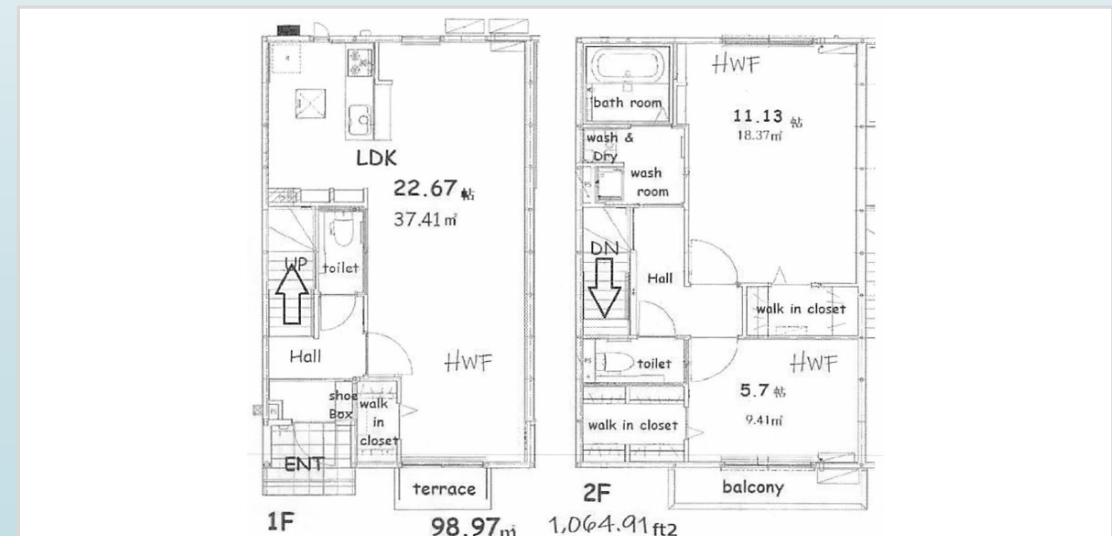 LDK
22.67 帖
37.41㎡
UP
toilet
Hall
HWF
shoe
Box
walk
in
closet
ENT
terrace
1F
98.97㎡
1,064.91 ft2
HWF
bath room
11.13 帖
18.37㎡
wash &
Dry
wash
room
DN
Hall
walk in closet
toilet
HWF
5.7 帖
9.41㎡
walk in closet
balcony
2F